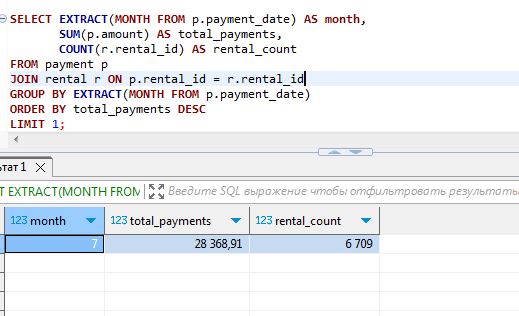 SELECT EXTRACT(MONTH FROM p.payment_date) AS month,
SUM(p.amount) AS total_payments,
COUNT(r.rental_id) AS rental_count
FROM payment p
JOIN rental r ON p.rental_id = r.rental_id
GROUP BY EXTRACT(MONTH FROM p.payment_date)
ORDER BY total_payments DESC
LIMIT 1;
льтат 1
T EXTRACT(MONTH FROM
Введите SQL выражение чтобы отфильтровать результаты
123 month 123 total_payments 123 rental_count
7 28 368,91 6 709